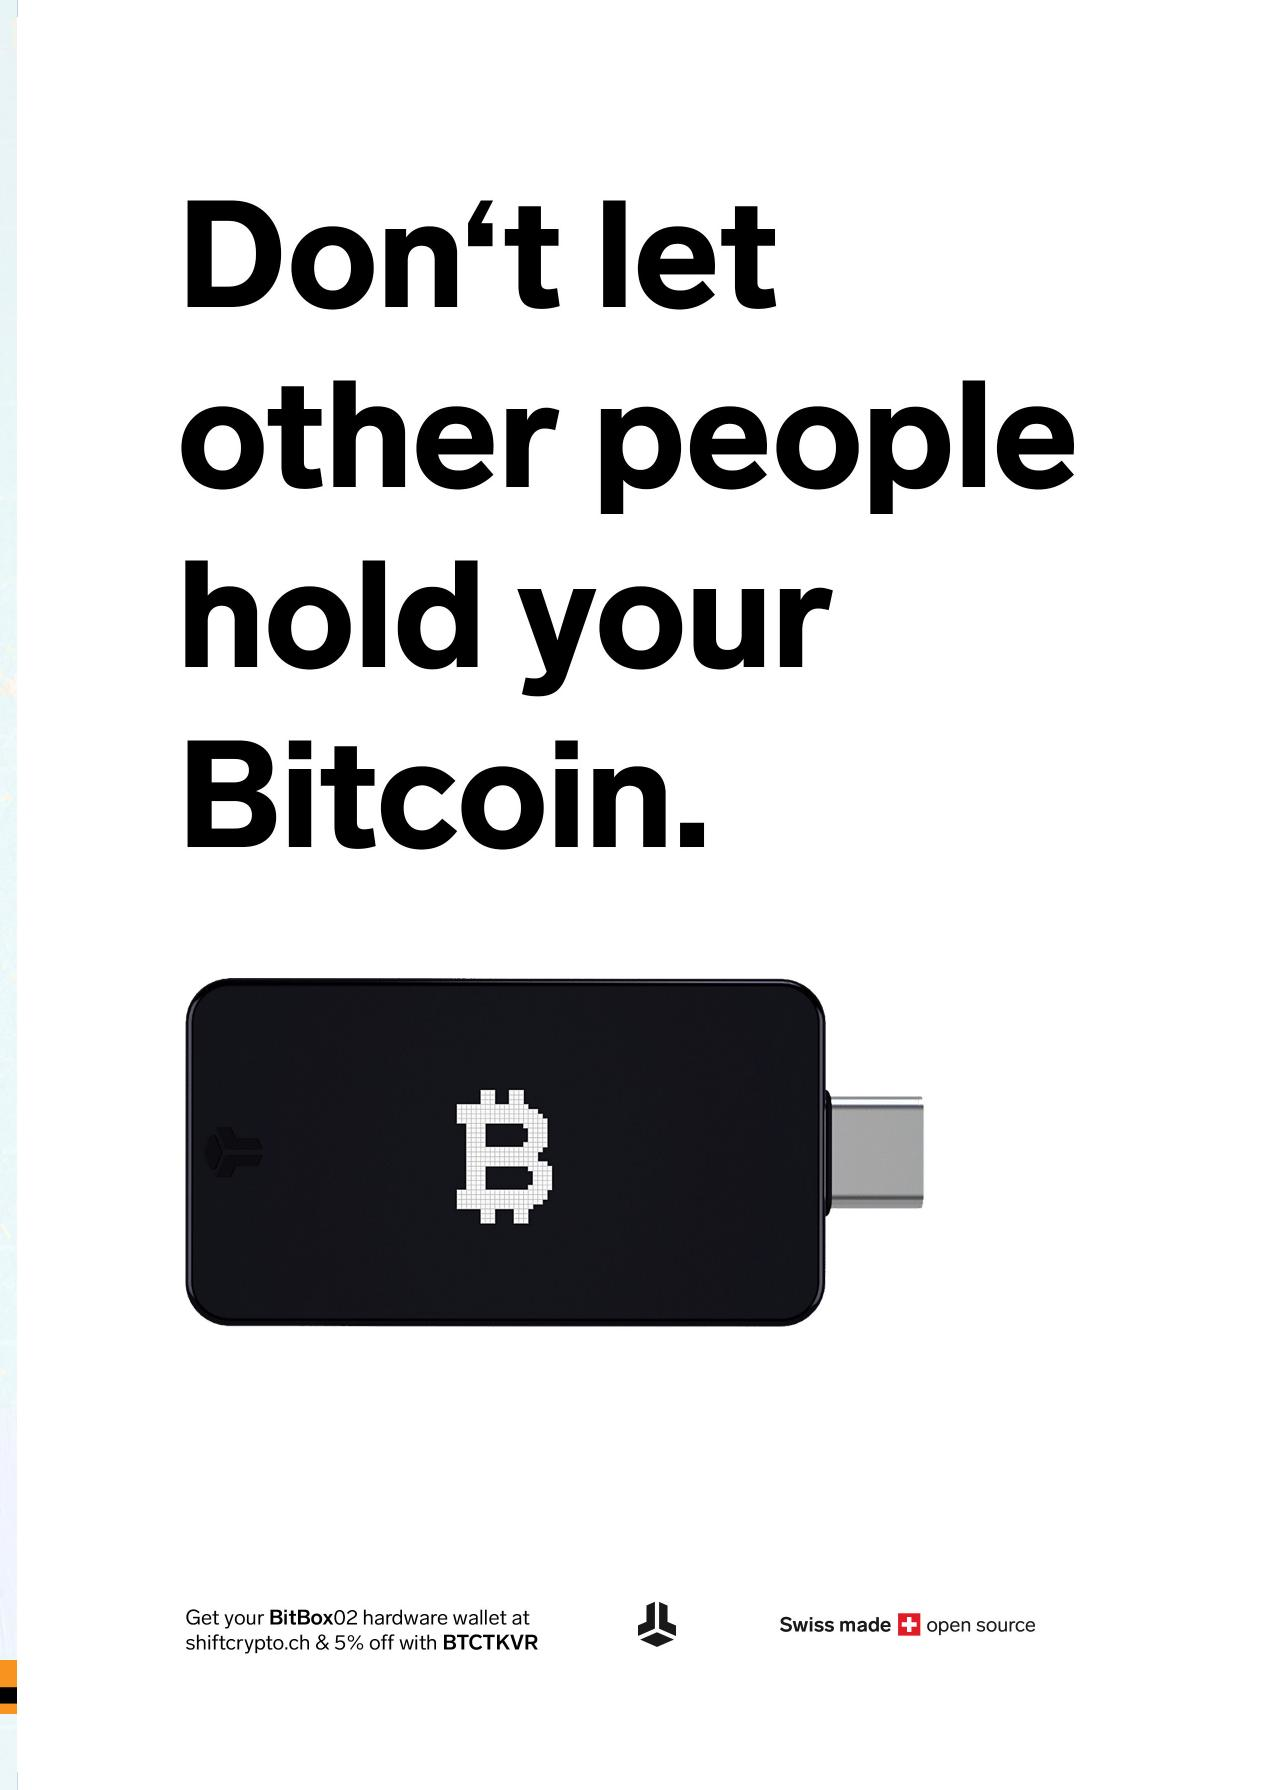 Don‘t let
other people
hold your
Bitcoin.
Get your BitBox02 hardware wallet at
shiftcrypto.ch & 5% off with BTCTKVR
Swiss made open source